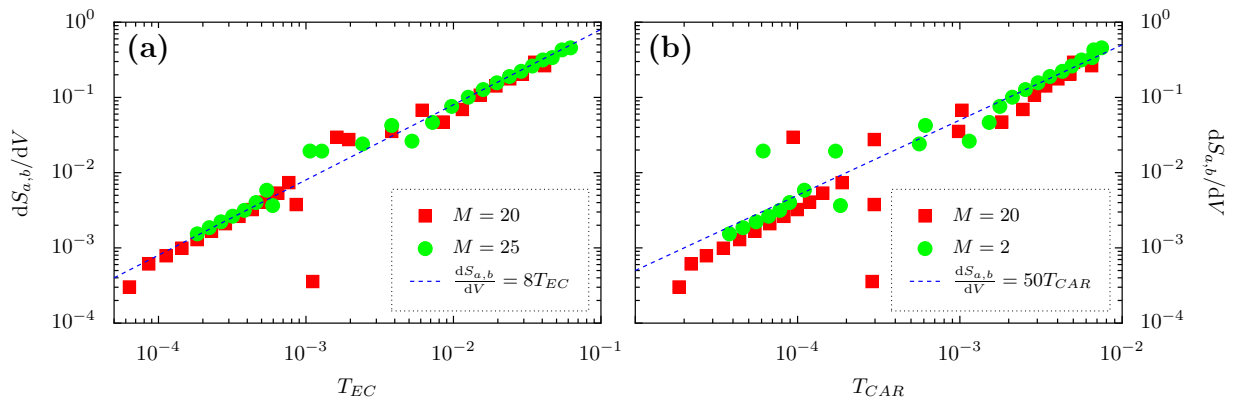 (a)
dS_{a,b}/dV
10^0
10^{-1}
10^{-2}
10^{-3}
10^{-4}
M = 20
M = 25
\frac{dS_{a,b}}{dV} = 8T_{EC}
10^{-4} 10^{-3} 10^{-2} 10^{-1}
T_{EC}
(b)
M = 20
M = 2
\frac{dS_{a,b}}{dV} = 50T_{CAR}
10^{-4} 10^{-3} 10^{-2}
T_{CAR}
10^0
10^{-1}
10^{-2}
10^{-3}
10^{-4}
dS_{a,b}/dV